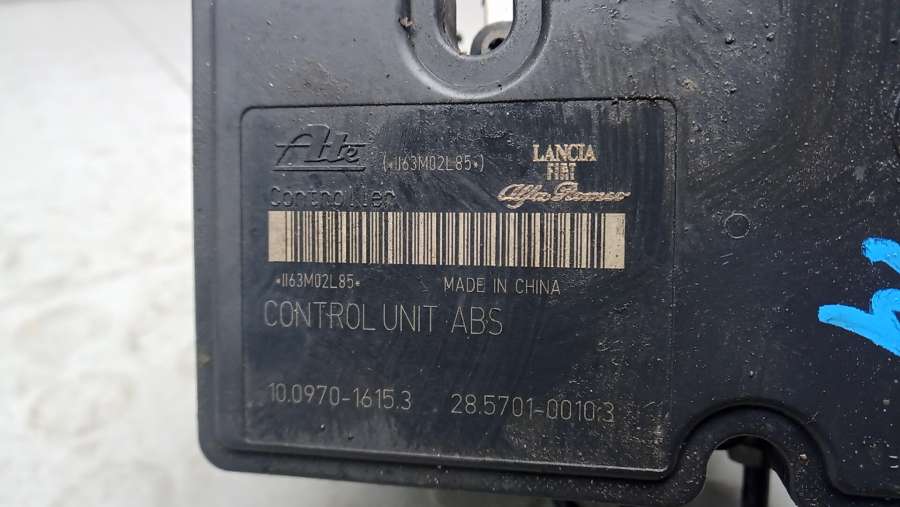 Ate (*1163M02L85*) LANCIA
FIAT
Controller Alfa Romeo
*1163M02L85* MADE IN CHINA
CONTROL UNIT ABS
10.0970-1615.3 28.5701-0010.3